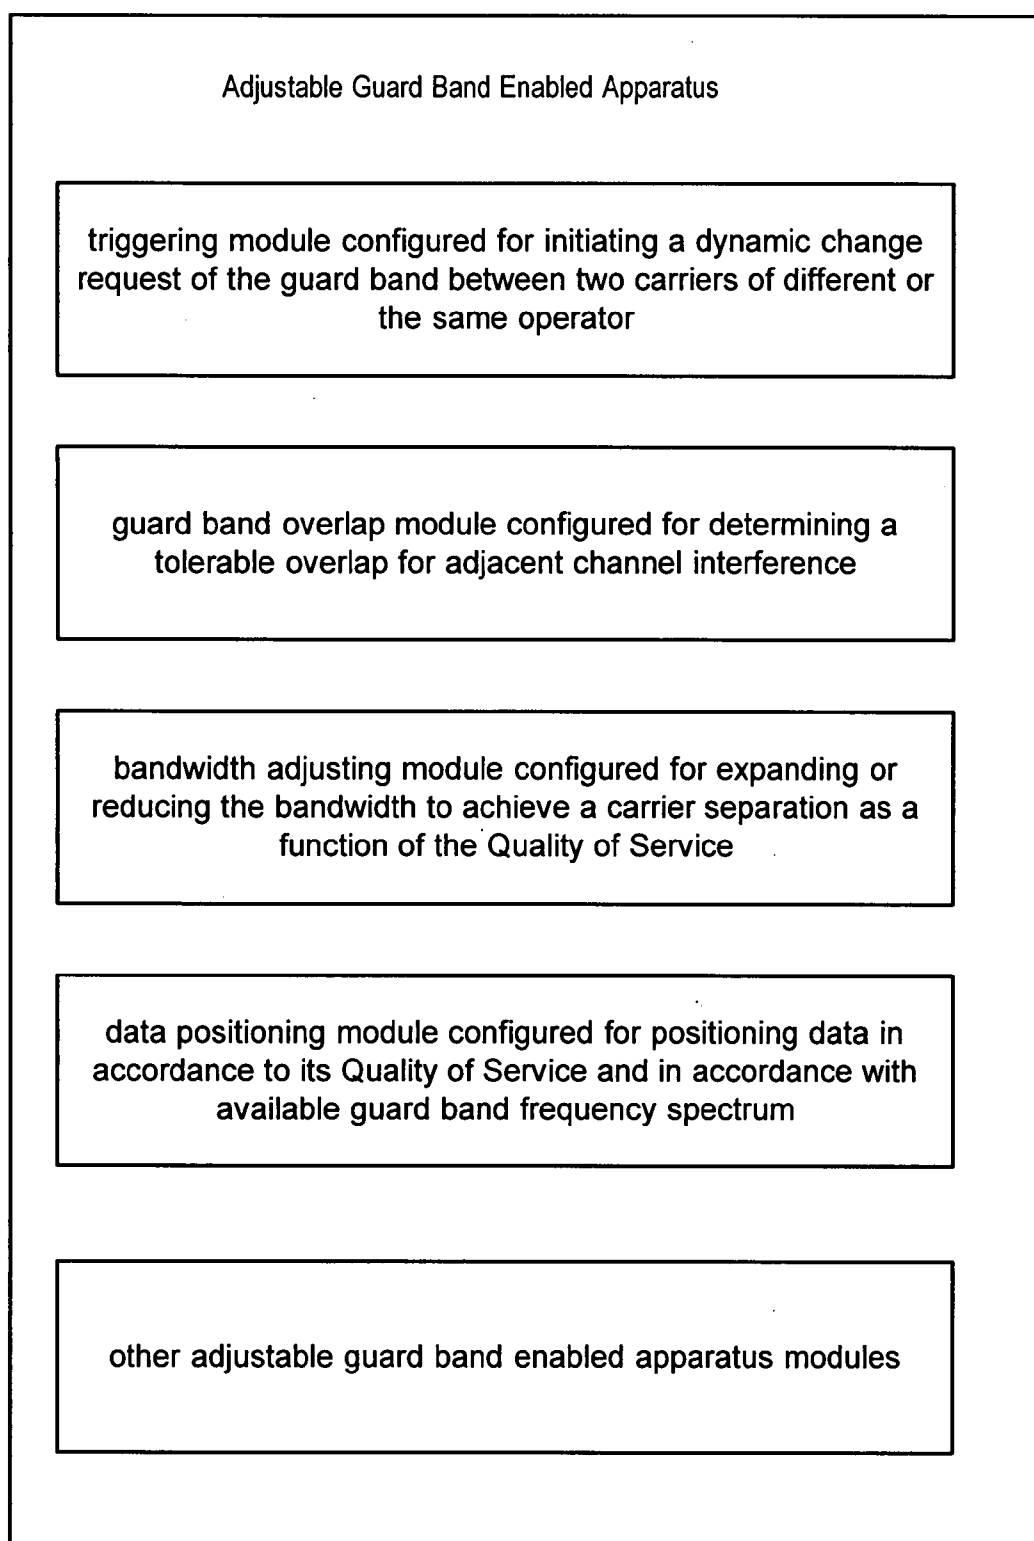 Adjustable Guard Band Enabled Apparatus
triggering module configured for initiating a dynamic change
request of the guard band between two carriers of different or
the same operator
guard band overlap module configured for determining a
tolerable overlap for adjacent channel interference
bandwidth adjusting module configured for expanding or
reducing the bandwidth to achieve a carrier separation as a
function of the Quality of Service
data positioning module configured for positioning data in
accordance to its Quality of Service and in accordance with
available guard band frequency spectrum
other adjustable guard band enabled apparatus modules